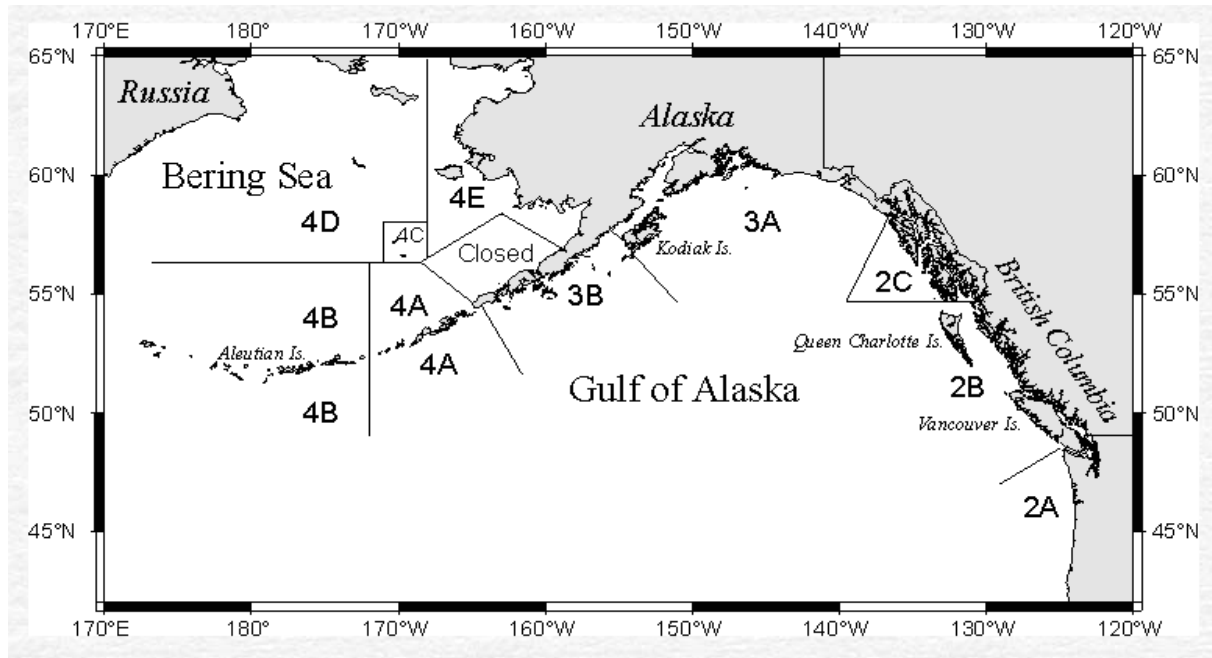 170°E 180° 170°W 160°W 150°W 140°W 130°W 120°W
65°N 65°N
Russia
Alaska
60°N 60°N
Bering Sea
4E
3A
4D
4C
Closed
Kodiak Is.
55°N 55°N
3B
2C
4A
4B
British Columbia
Queen Charlotte Is.
Aleutian Is.
4A
Gulf of Alaska
2B
50°N 50°N
4B
Vancouver Is.
2A
45°N 45°N
170°E 180° 170°W 160°W 150°W 140°W 130°W 120°W